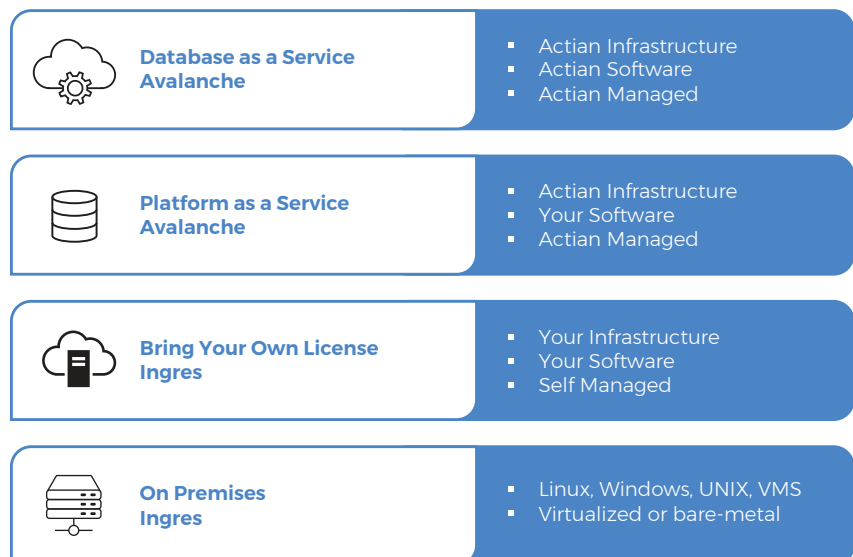 Database as a Service
Avalanche
▪ Actian Infrastructure
▪ Actian Software
▪ Actian Managed
Platform as a Service
Avalanche
▪ Actian Infrastructure
▪ Your Software
▪ Actian Managed
Bring Your Own License
Ingres
▪ Your Infrastructure
▪ Your Software
▪ Self Managed
On Premises
Ingres
▪ Linux, Windows, UNIX, VMS
▪ Virtualized or bare-metal